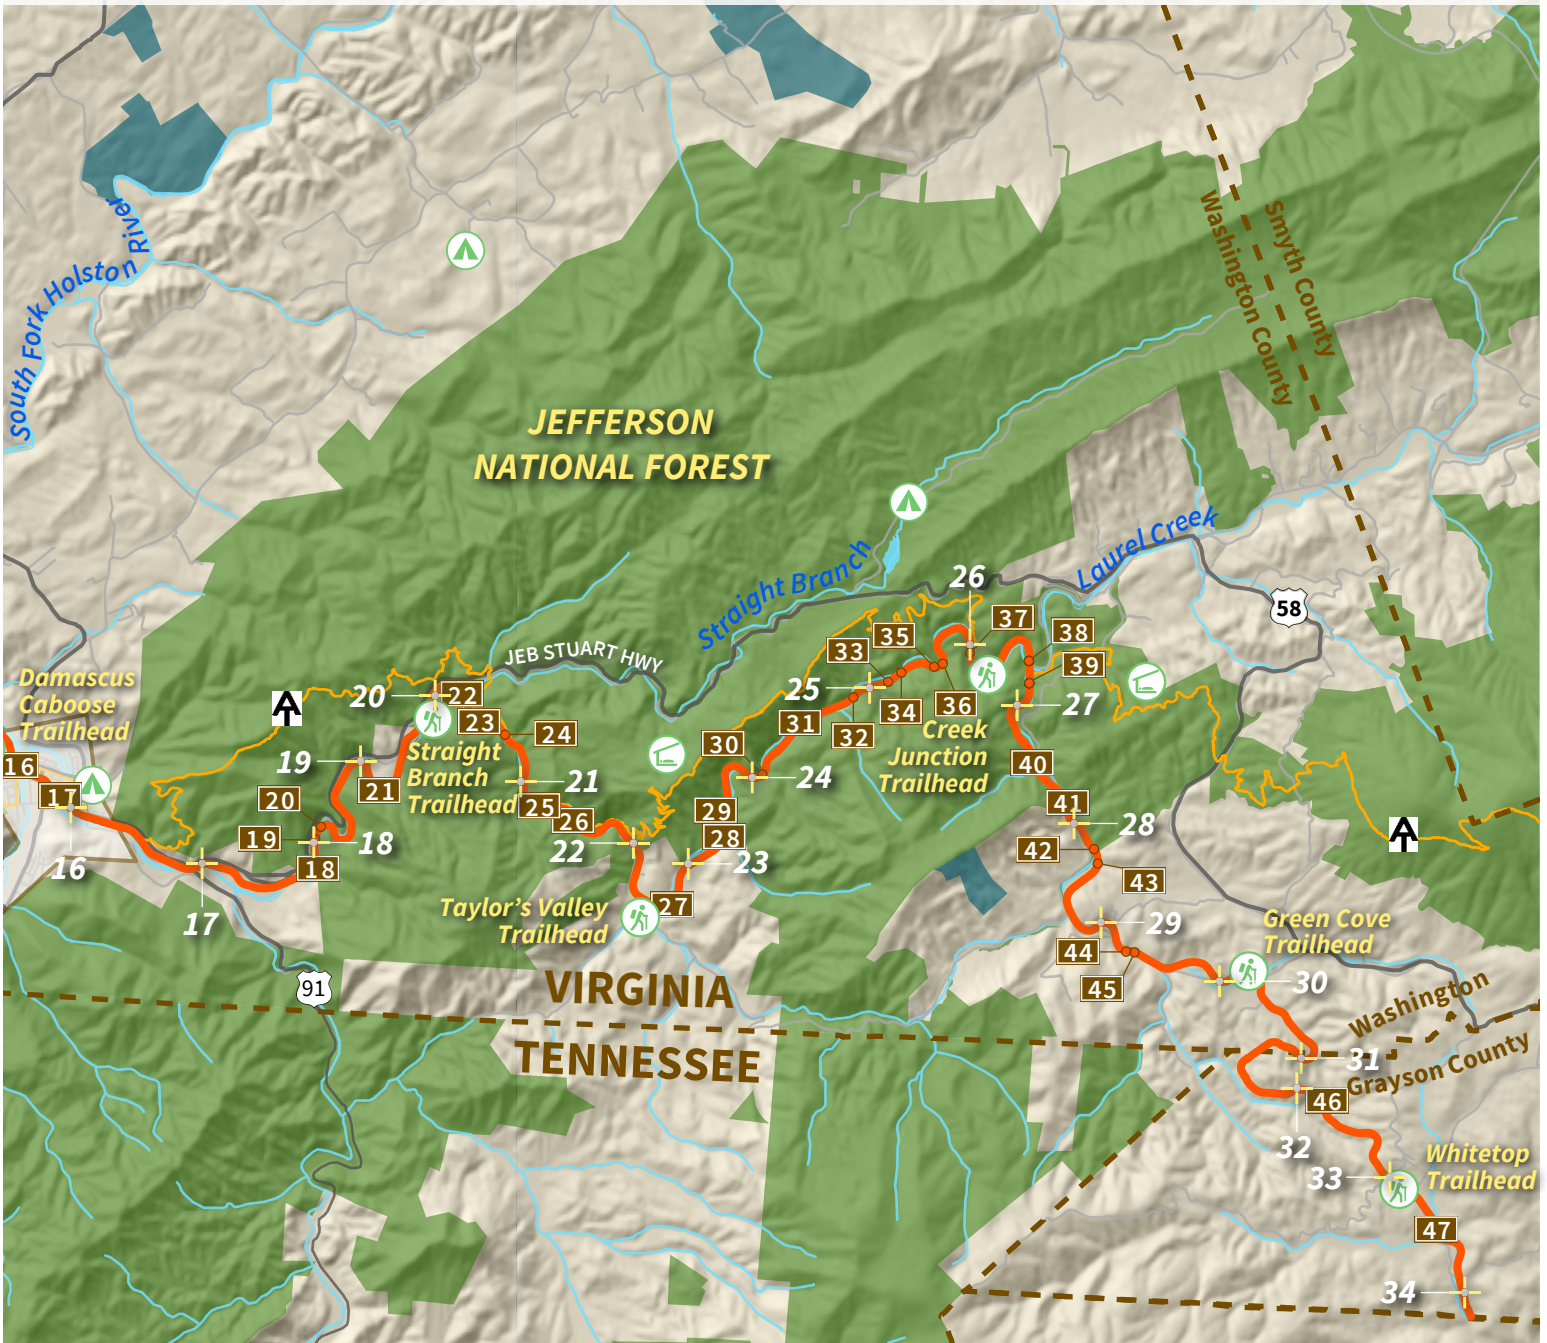 South Fork Holston River
Washington County
Smyth County
JEFFERSON
NATIONAL FOREST
Straight Branch
Laurel Creek
58
26
37
38
39
35
33
25
34
36
32
31
27
30
24
40
Creek
Junction
Trailhead
JEB STUART HWY
Damascus
Caboose
Trailhead
20
22
23
24
Straight
Branch
Trailhead
19
21
21
20
25
26
16
17
19
18
18
16
17
22
29
28
23
27
Taylor's Valley
Trailhead
41
28
42
43
29
44
45
Green Cove
Trailhead
30
91
VIRGINIA
TENNESSEE
Washington
Grayson County
31
46
32
33
Whitetop
Trailhead
47
34